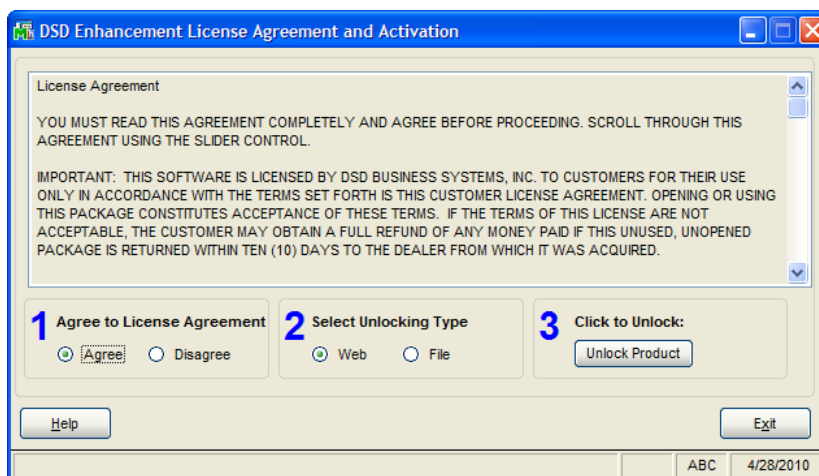 DSD Enhancement License Agreement and Activation
License Agreement
YOU MUST READ THIS AGREEMENT COMPLETELY AND AGREE BEFORE PROCEEDING. SCROLL THROUGH THIS
AGREEMENT USING THE SLIDER CONTROL.
IMPORTANT: THIS SOFTWARE IS LICENSED BY DSD BUSINESS SYSTEMS, INC. TO CUSTOMERS FOR THEIR USE
ONLY IN ACCORDANCE WITH THE TERMS SET FORTH IS THIS CUSTOMER LICENSE AGREEMENT. OPENING OR USING
THIS PACKAGE CONSTITUTES ACCEPTANCE OF THESE TERMS. IF THE TERMS OF THIS LICENSE ARE NOT
ACCEPTABLE, THE CUSTOMER MAY OBTAIN A FULL REFUND OF ANY MONEY PAID IF THIS UNUSED, UNOPENED
PACKAGE IS RETURNED WITHIN TEN (10) DAYS TO THE DEALER FROM WHICH IT WAS ACQUIRED.
1 Agree to License Agreement
Agree Disagree
2 Select Unlocking Type
Web File
3 Click to Unlock:
Unlock Product
Help Exit
ABC 4/28/2010